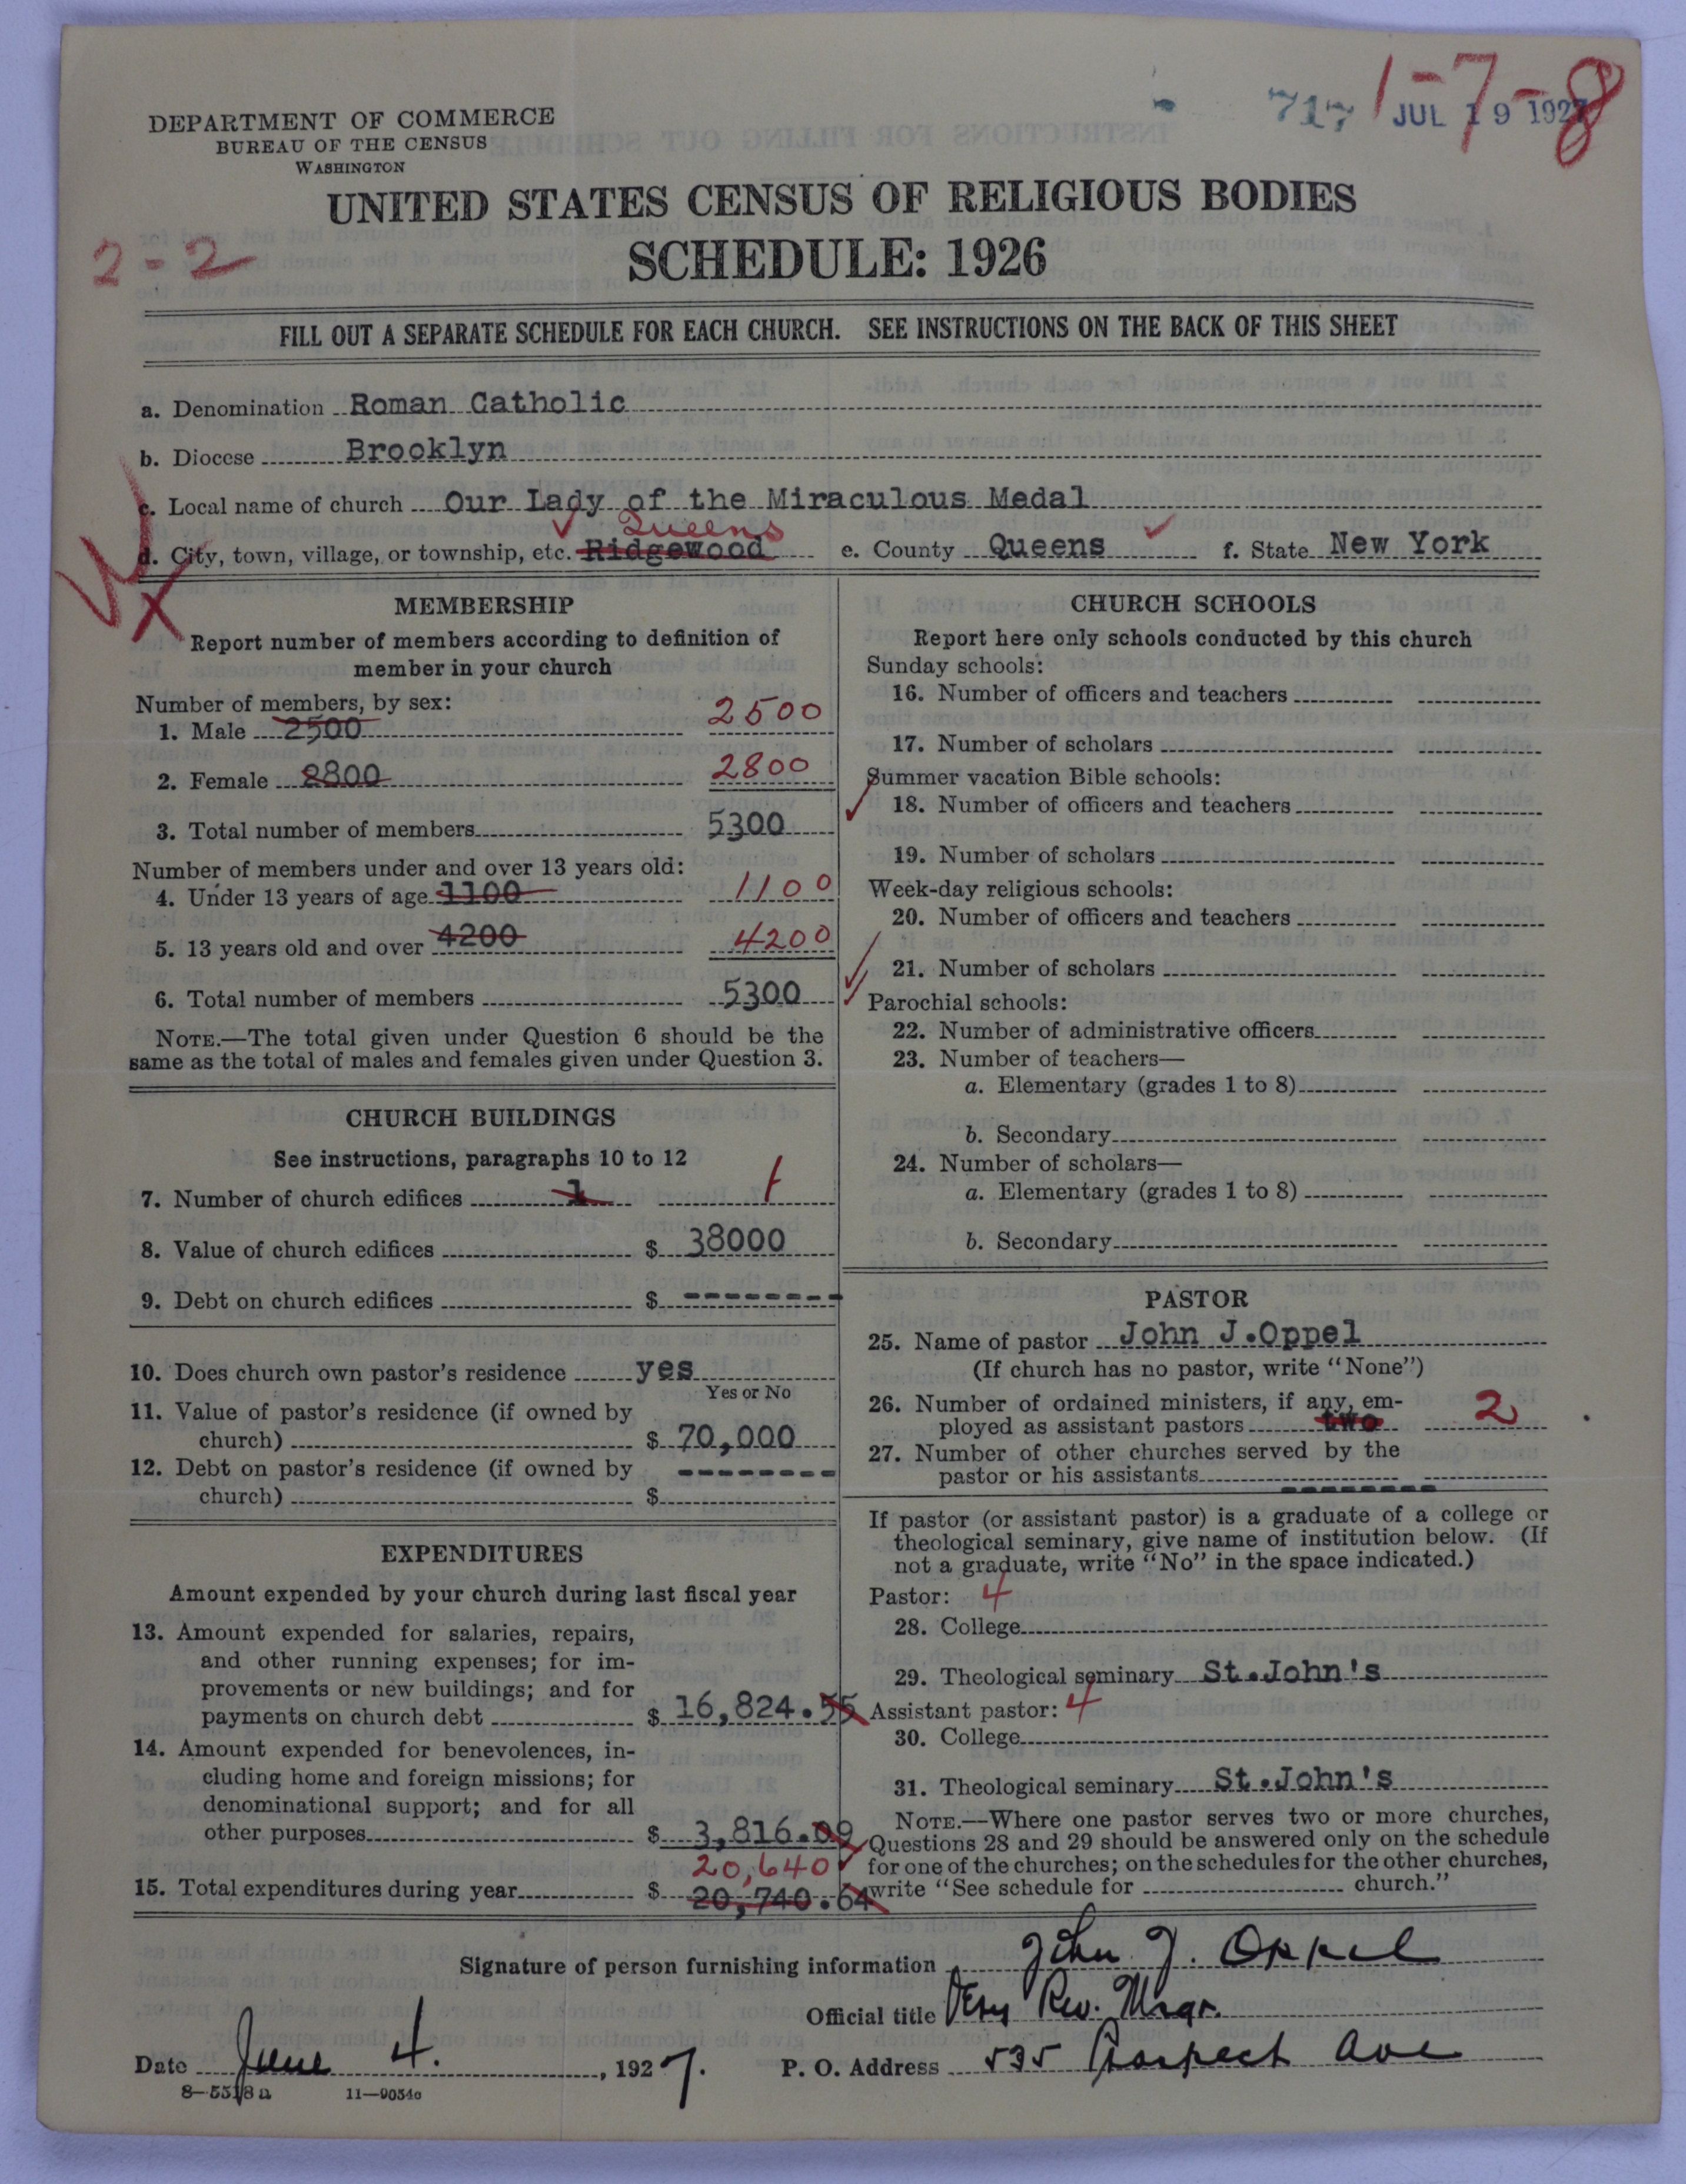 717 1-7-8
JUL 19 1927
DEPARTMENT OF COMMERCE
BUREAU OF THE CENSUS
WASHINGTON
UNITED STATES CENSUS OF RELIGIOUS BODIES
2-2
SCHEDULE: 1926
FILL OUT A SEPARATE SCHEDULE FOR EACH CHURCH. SEE INSTRUCTIONS ON THE BACK OF THIS SHEET
a. Denomination Roman Catholic
b. Diocese Brooklyn
c. Local name of church Our Lady of the Miraculous Medal
Queens
d. City, town, village, or township, etc. Ridgewood e. County Queens f. State New York
MEMBERSHIP
X
Report number of members according to definition of
member in your church
Number of members, by sex:
1. Male 2500 2500
2. Female 2800 2800
3. Total number of members 5300
Number of members under and over 13 years old:
4. Under 13 years of age 1100 1100
5. 13 years old and over 4200 4200
6. Total number of members 5300
NOTE.—The total given under Question 6 should be the
same as the total of males and females given under Question 3.
CHURCH BUILDINGS
See instructions, paragraphs 10 to 12
7. Number of church edifices 1 1
8. Value of church edifices $ 38000
9. Debt on church edifices $ ---------
10. Does church own pastor's residence yes
Yes or No
11. Value of pastor's residence (if owned by
church) $ 70,000
12. Debt on pastor's residence (if owned by --------
church) $
EXPENDITURES
Amount expended by your church during last fiscal year
13. Amount expended for salaries, repairs,
and other running expenses; for im-
provements or new buildings; and for
payments on church debt $ 16,824.55
14. Amount expended for benevolences, in-
cluding home and foreign missions; for
denominational support; and for all
other purposes $ 3,816.09
20,640
15. Total expenditures during year $ 20,740.64
CHURCH SCHOOLS
Report here only schools conducted by this church
Sunday schools:
16. Number of officers and teachers
17. Number of scholars
Summer vacation Bible schools:
18. Number of officers and teachers
19. Number of scholars
Week-day religious schools:
20. Number of officers and teachers
21. Number of scholars
Parochial schools:
22. Number of administrative officers
23. Number of teachers—
a. Elementary (grades 1 to 8)
b. Secondary
24. Number of scholars—
a. Elementary (grades 1 to 8)
b. Secondary
PASTOR
25. Name of pastor John J.Oppel
(If church has no pastor, write "None")
26. Number of ordained ministers, if any, em-
ployed as assistant pastors two 2
27. Number of other churches served by the
pastor or his assistants --------
If pastor (or assistant pastor) is a graduate of a college or
theological seminary, give name of institution below. (If
not a graduate, write "No" in the space indicated.)
Pastor: 4
28. College
29. Theological seminary St.John's
Assistant pastor: 4
30. College
31. Theological seminary St.John's
NOTE.—Where one pastor serves two or more churches,
Questions 28 and 29 should be answered only on the schedule
for one of the churches; on the schedules for the other churches,
write "See schedule for church."
Signature of person furnishing information John J. Oppel
Official title Very Rev. Msgr.
Date June 4. , 1927. P. O. Address 535 Prospect Ave
8-5518a 11-9054c